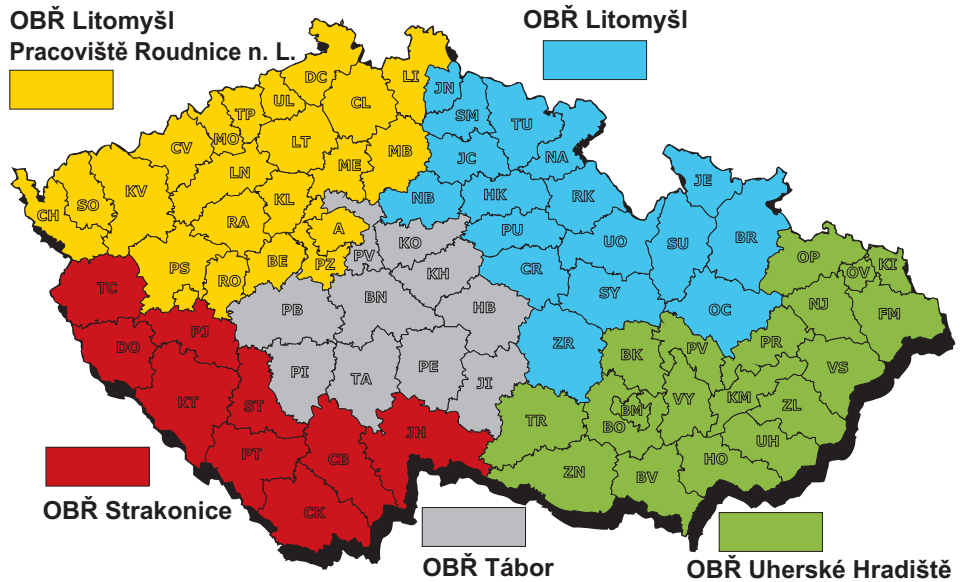 OBŘ Litomyšl
Pracoviště Roudnice n. L.
OBŘ Litomyšl
DC
LI
UL
CL
JN
TP
SM
TU
MO
LT
CV
MB
JC
NA
ME
LN
KV
KL
NB
HK
RK
JE
SO
CH
RA
A
PU
KO
UO
SU
BR
PV
PS
RO
BE
PZ
KH
CR
OP
KI
OV
TC
BN
SY
PB
HB
OC
NJ
FM
PJ
DO
ZR
BK
PV
PR
VS
PI
TA
PE
JI
KT
ST
TR
BM
BO
VY
KM
ZL
JH
PT
CB
UH
HO
ZN
BV
CK
OBŘ Strakonice
OBŘ Tábor
OBŘ Uherské Hradiště